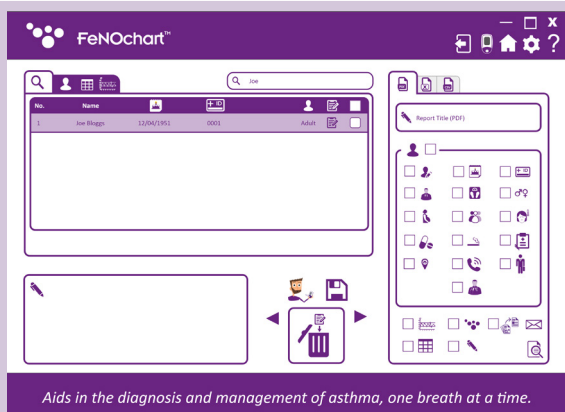 FeNOchart™
Joe
No. Name + ID
1 Joe Bloggs 12/04/1951 0001 Adult
Report Title (PDF)
Aids in the diagnosis and management of asthma, one breath at a time.